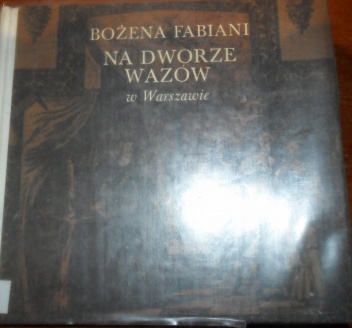 BOŻENA FABIANI
NA DWORZE
WAZÓW
w Warszawie